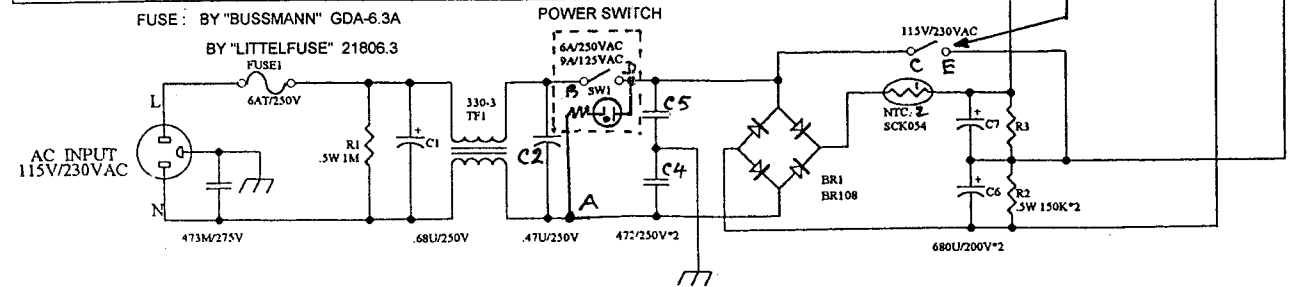 FUSE : BY "BUSSMANN" GDA-6.3A
BY "LITTELFUSE" 21806.3
FUSE1
6AT/250V
L
N
AC INPUT
115V/230VAC
473M/275V
R1
.5W 1M
C1
.68U/250V
330-3
TF1
C2
.47U/250V
POWER SWITCH
6A/250VAC
9A/125VAC
SW1
B
D
A
C5
C4
472/250V*2
BR1
BR108
115V/230VAC
C E
NTC. 2
SCK054
C7
R3
C6
R2
.5W 150K*2
680U/200V*2